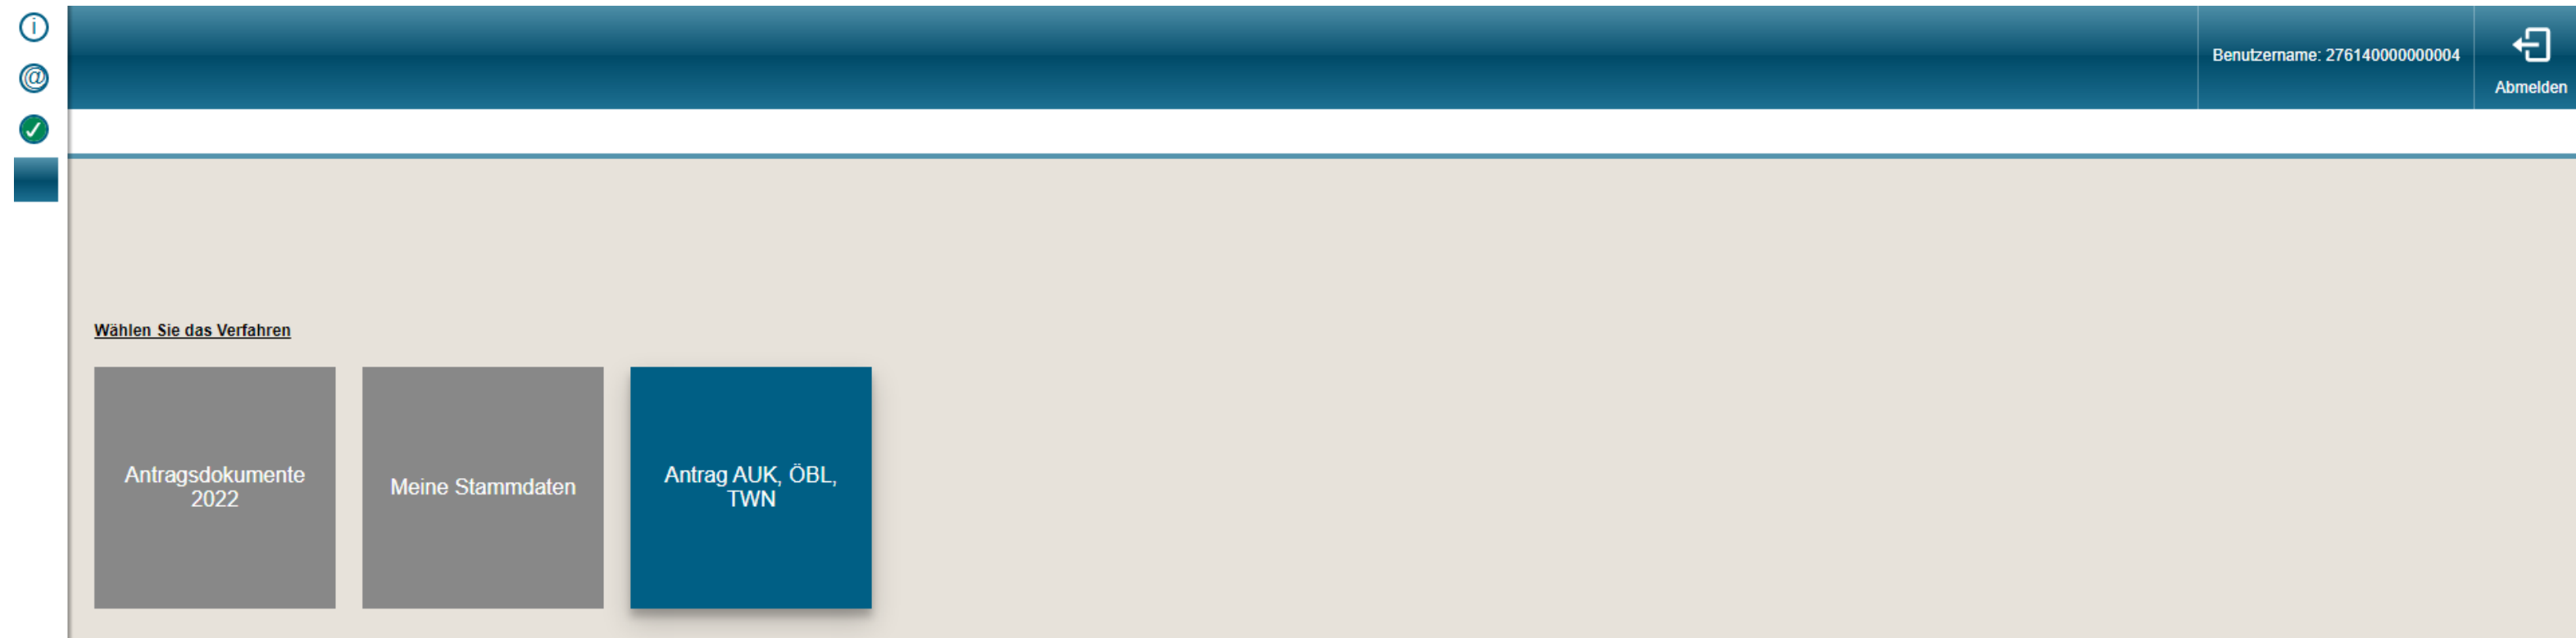 Benutzername: 276140000000004
Abmelden
Wählen Sie das Verfahren
Antragsdokumente
2022
Meine Stammdaten
Antrag AUK, ÖBL,
TWN